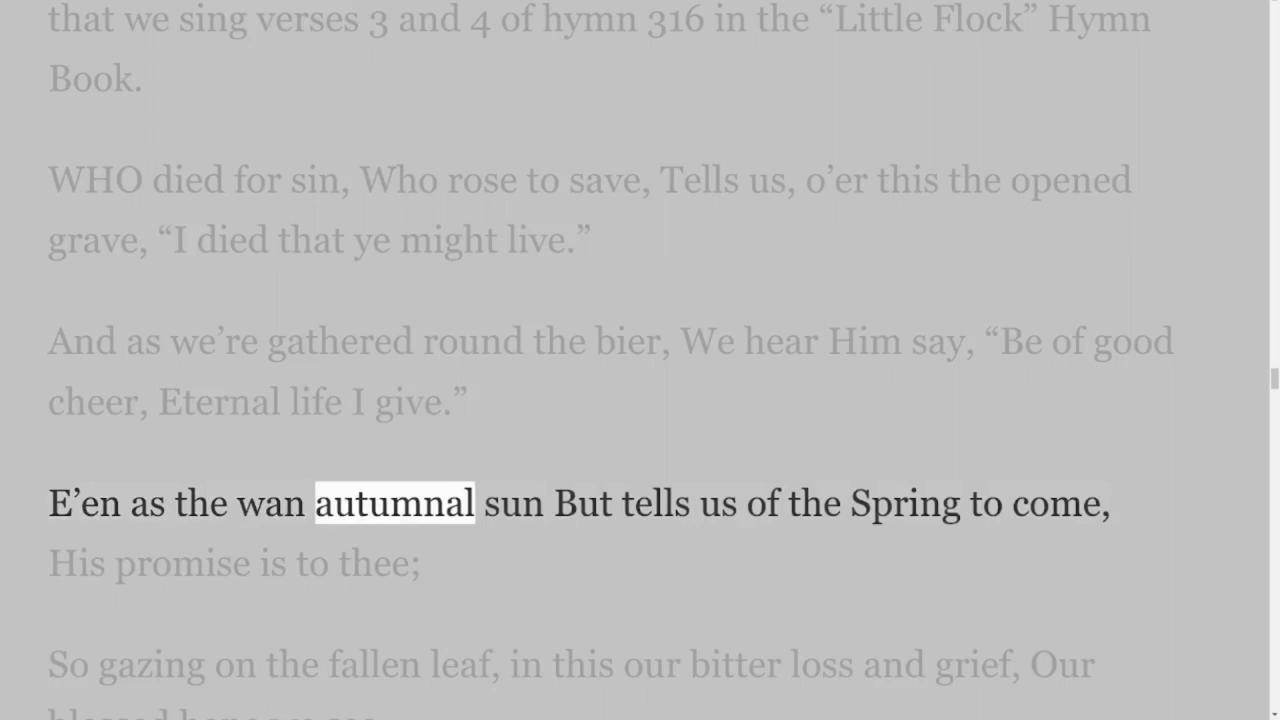 that we sing verses 3 and 4 of hymn 316 in the “Little Flock” Hymn
Book.
WHO died for sin, Who rose to save, Tells us, o’er this the opened
grave, “I died that ye might live.”
And as we’re gathered round the bier, We hear Him say, “Be of good
cheer, Eternal life I give.”
E’en as the wan autumnal sun But tells us of the Spring to come,
His promise is to thee;
So gazing on the fallen leaf, in this our bitter loss and grief, Our